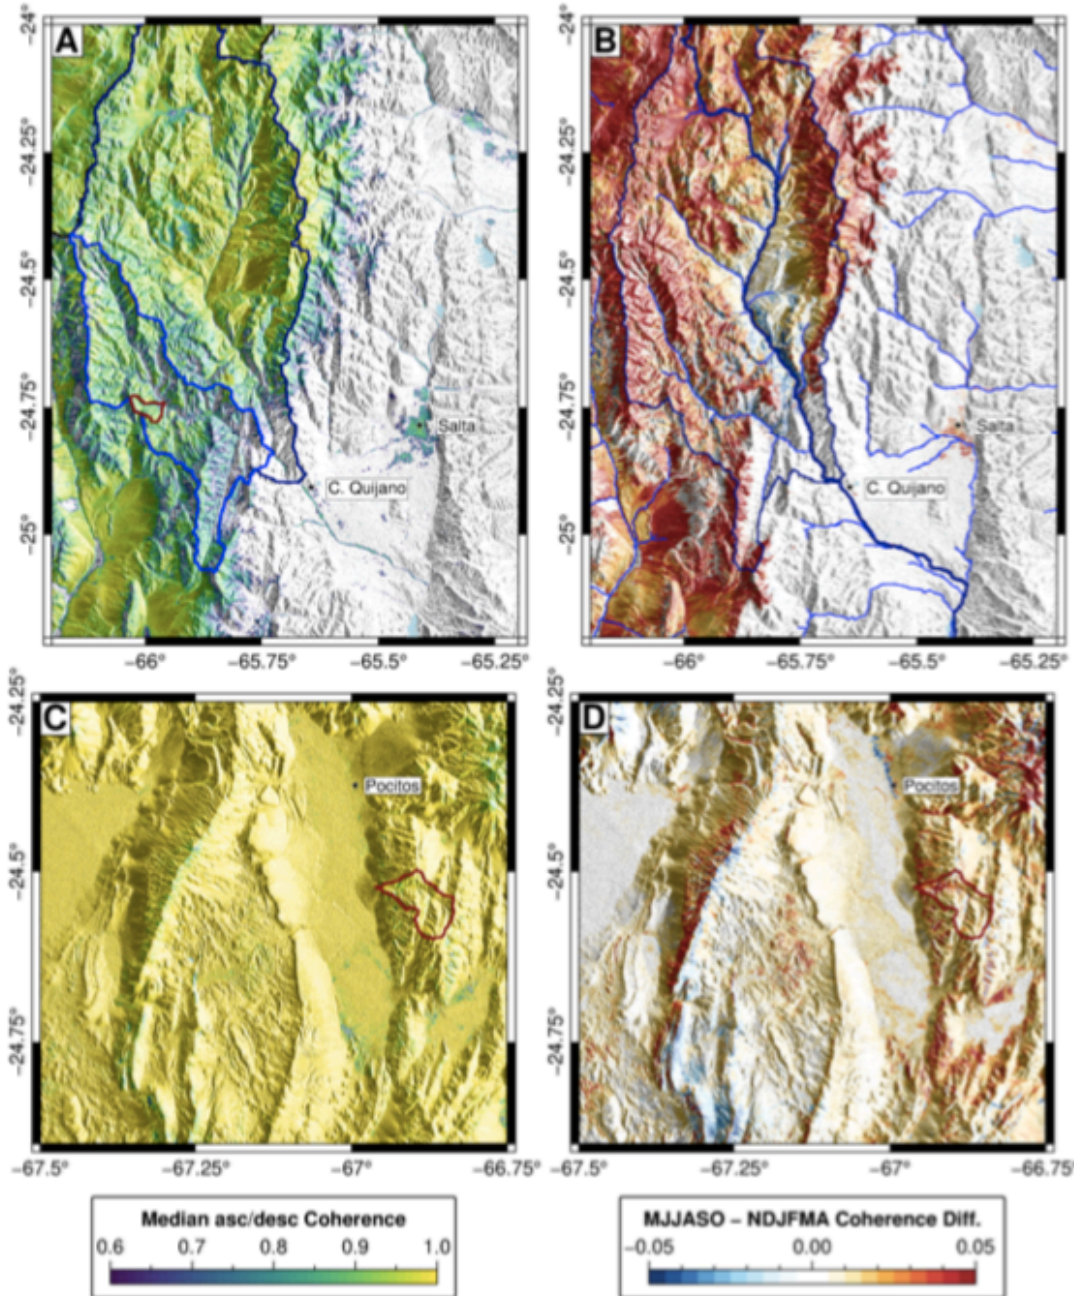 A
B
−24°
−24.25°
−24.5°
−24.75°
−25°
−24°
−24.25°
−24.5°
−24.75°
−25°
Salta
C. Quijano
Salta
C. Quijano
−66° −65.75° −65.5° −65.25°
−66° −65.75° −65.5° −65.25°
C
D
−24.25°
−24.5°
−24.75°
−24.25°
−24.5°
−24.75°
Pocitos
Pocitos
−67.5° −67.25° −67° −66.75°
−67.5° −67.25° −67° −66.75°
Median asc/desc Coherence
0.6 0.7 0.8 0.9 1.0
MJJASO − NDJFMA Coherence Diff.
−0.05 0.00 0.05